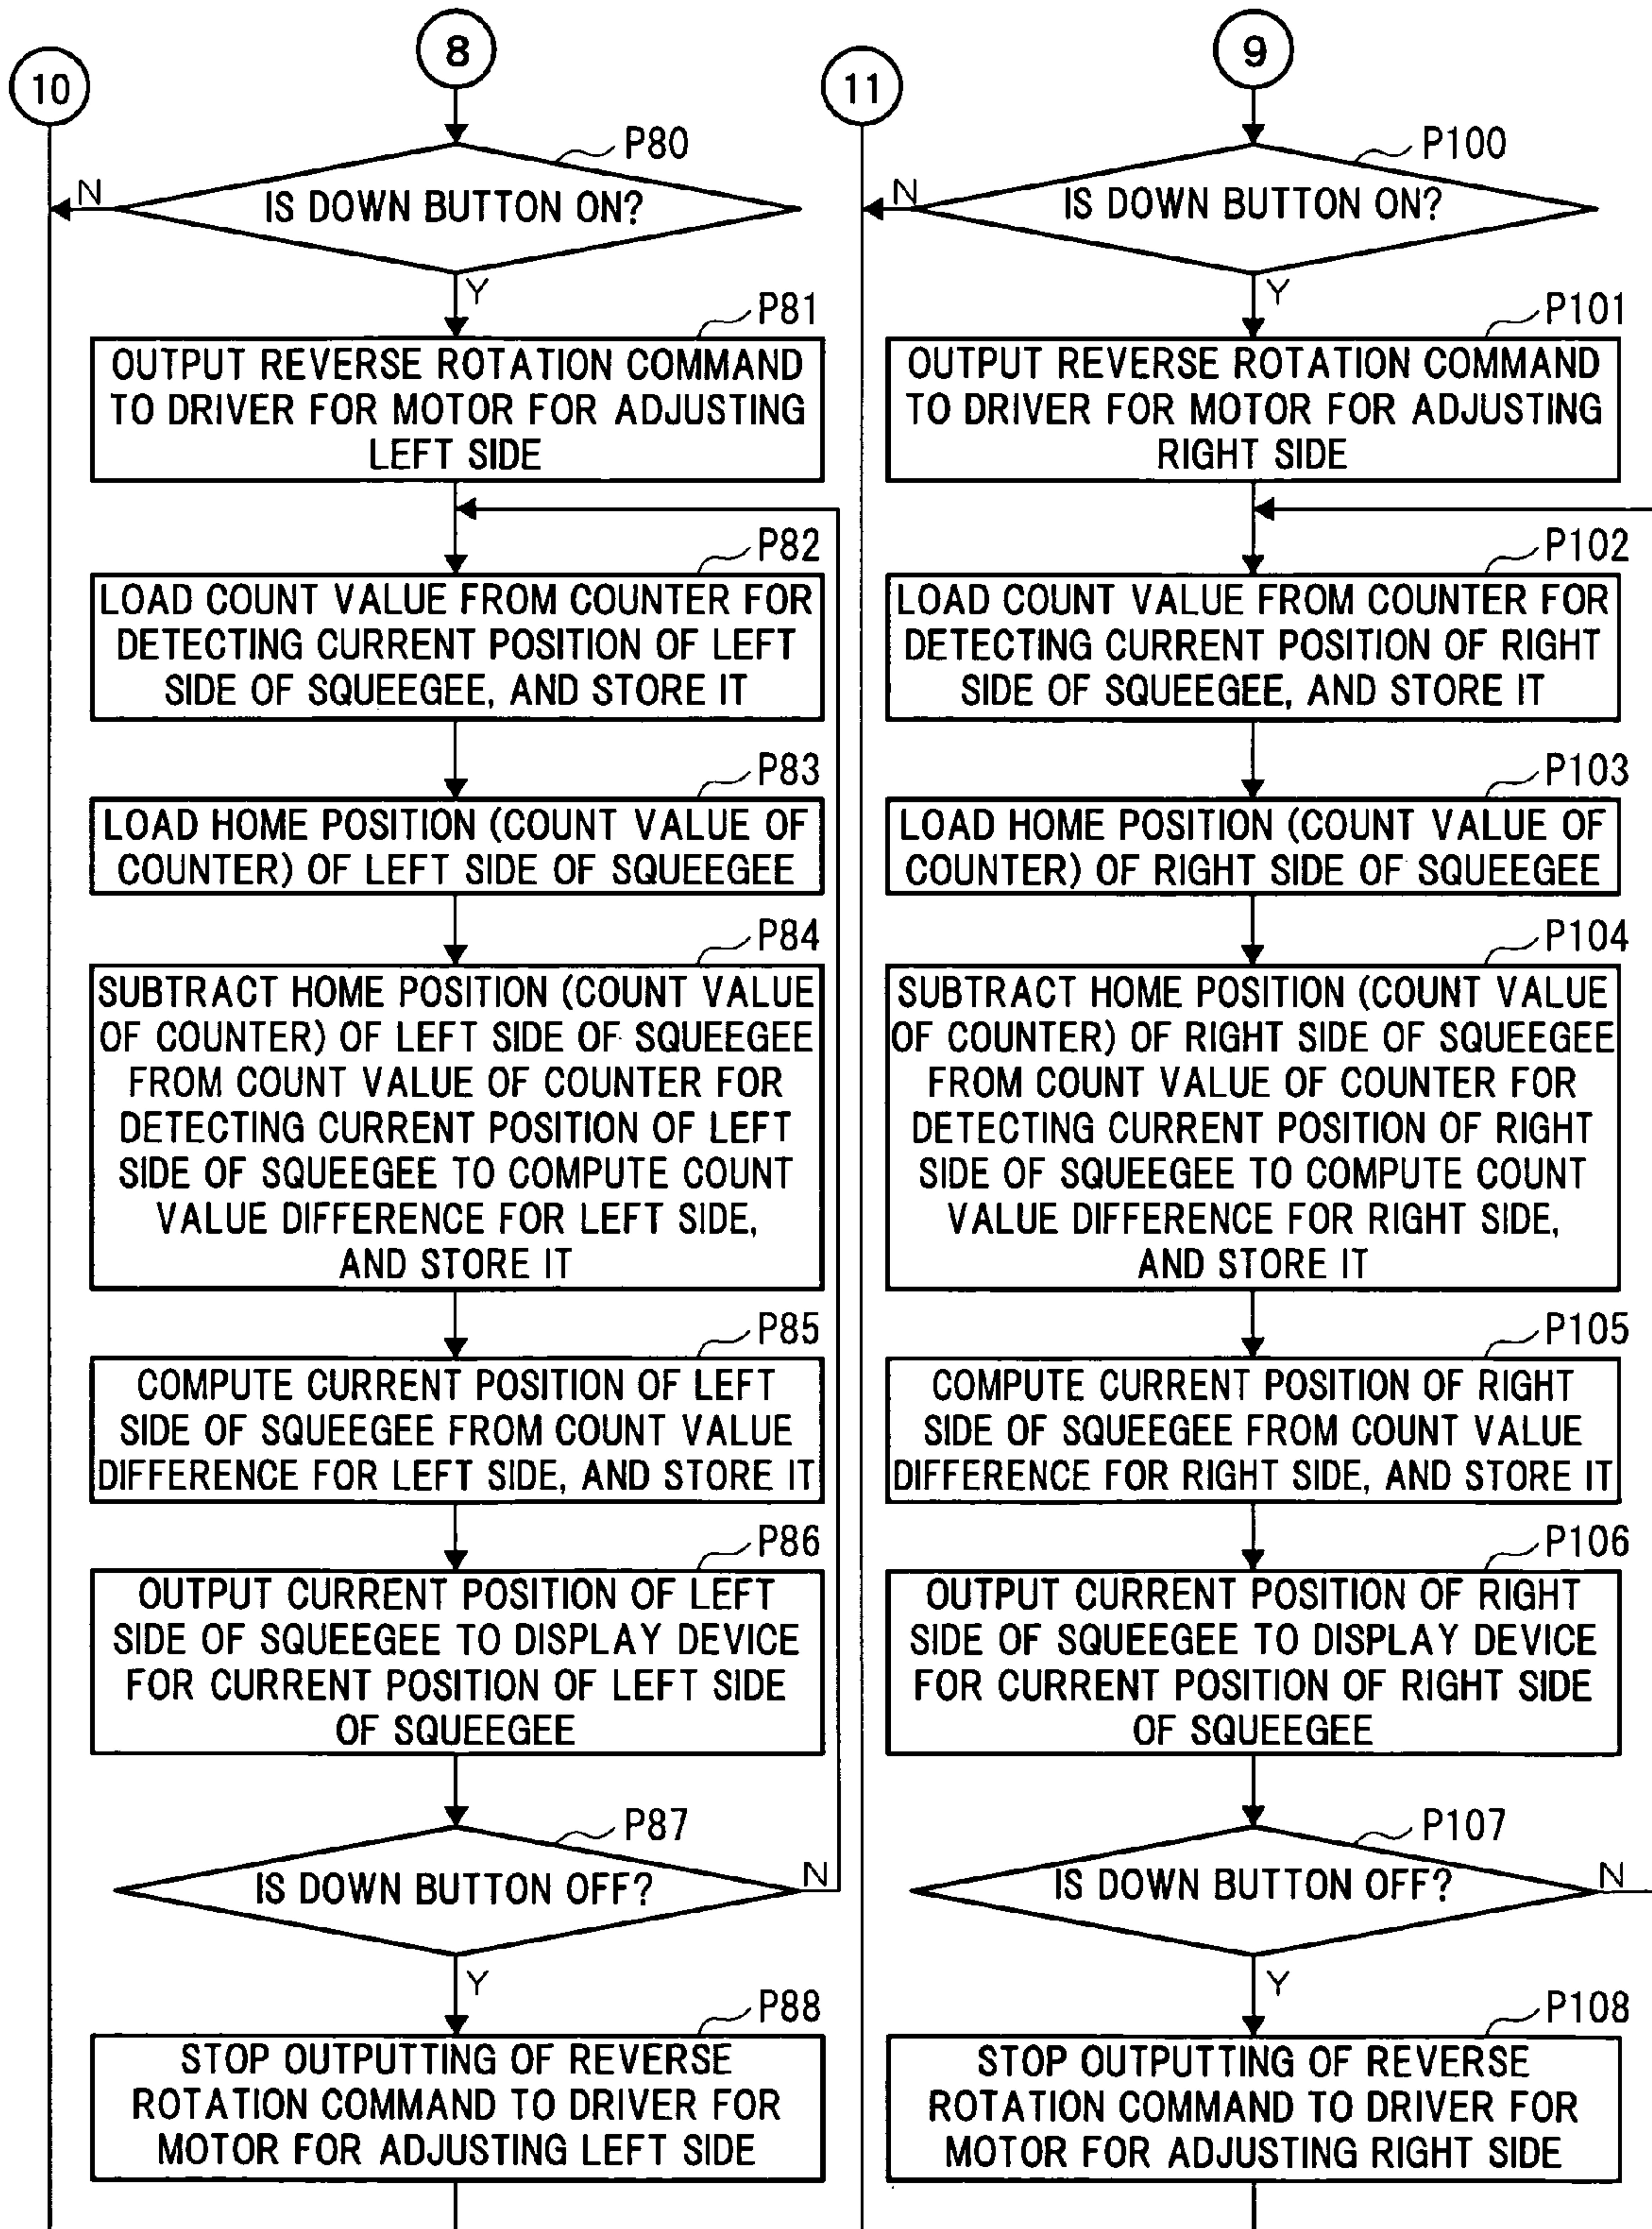 10
8
P80
IS DOWN BUTTON ON?
N
Y
P81
OUTPUT REVERSE ROTATION COMMAND
TO DRIVER FOR MOTOR FOR ADJUSTING
LEFT SIDE
P82
LOAD COUNT VALUE FROM COUNTER FOR
DETECTING CURRENT POSITION OF LEFT
SIDE OF SQUEEGEE, AND STORE IT
P83
LOAD HOME POSITION (COUNT VALUE OF
COUNTER) OF LEFT SIDE OF SQUEEGEE
P84
SUBTRACT HOME POSITION (COUNT VALUE
OF COUNTER) OF LEFT SIDE OF SQUEEGEE
FROM COUNT VALUE OF COUNTER FOR
DETECTING CURRENT POSITION OF LEFT
SIDE OF SQUEEGEE TO COMPUTE COUNT
VALUE DIFFERENCE FOR LEFT SIDE,
AND STORE IT
P85
COMPUTE CURRENT POSITION OF LEFT
SIDE OF SQUEEGEE FROM COUNT VALUE
DIFFERENCE FOR LEFT SIDE, AND STORE IT
P86
OUTPUT CURRENT POSITION OF LEFT
SIDE OF SQUEEGEE TO DISPLAY DEVICE
FOR CURRENT POSITION OF LEFT SIDE
OF SQUEEGEE
P87
IS DOWN BUTTON OFF?
N
Y
P88
STOP OUTPUTTING OF REVERSE
ROTATION COMMAND TO DRIVER FOR
MOTOR FOR ADJUSTING LEFT SIDE
11
9
P100
IS DOWN BUTTON ON?
N
Y
P101
OUTPUT REVERSE ROTATION COMMAND
TO DRIVER FOR MOTOR FOR ADJUSTING
RIGHT SIDE
P102
LOAD COUNT VALUE FROM COUNTER FOR
DETECTING CURRENT POSITION OF RIGHT
SIDE OF SQUEEGEE, AND STORE IT
P103
LOAD HOME POSITION (COUNT VALUE OF
COUNTER) OF RIGHT SIDE OF SQUEEGEE
P104
SUBTRACT HOME POSITION (COUNT VALUE
OF COUNTER) OF RIGHT SIDE OF SQUEEGEE
FROM COUNT VALUE OF COUNTER FOR
DETECTING CURRENT POSITION OF RIGHT
SIDE OF SQUEEGEE TO COMPUTE COUNT
VALUE DIFFERENCE FOR RIGHT SIDE,
AND STORE IT
P105
COMPUTE CURRENT POSITION OF RIGHT
SIDE OF SQUEEGEE FROM COUNT VALUE
DIFFERENCE FOR RIGHT SIDE, AND STORE IT
P106
OUTPUT CURRENT POSITION OF RIGHT
SIDE OF SQUEEGEE TO DISPLAY DEVICE
FOR CURRENT POSITION OF RIGHT SIDE
OF SQUEEGEE
P107
IS DOWN BUTTON OFF?
N
Y
P108
STOP OUTPUTTING OF REVERSE
ROTATION COMMAND TO DRIVER FOR
MOTOR FOR ADJUSTING RIGHT SIDE